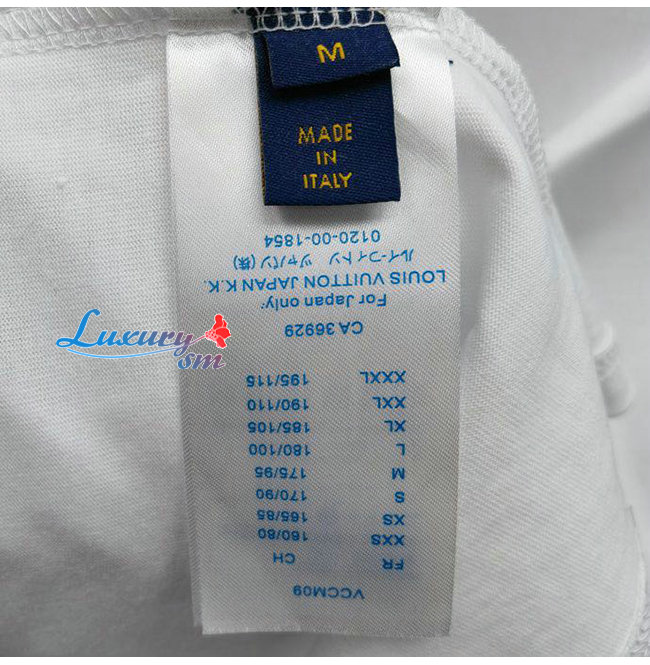 M
MADE
IN
ITALY
Luxury
sm
VCCM09
FR CH
XXS 160/80
XS 165/85
S 170/90
M 175/95
L 180/100
XL 185/105
XXL 190/110
XXXL 195/115
CA 36929
For Japan only:
LOUIS VUITTON JAPAN K.K.
ルイ・フィトン ヅャパン (株)
0120-00-1854